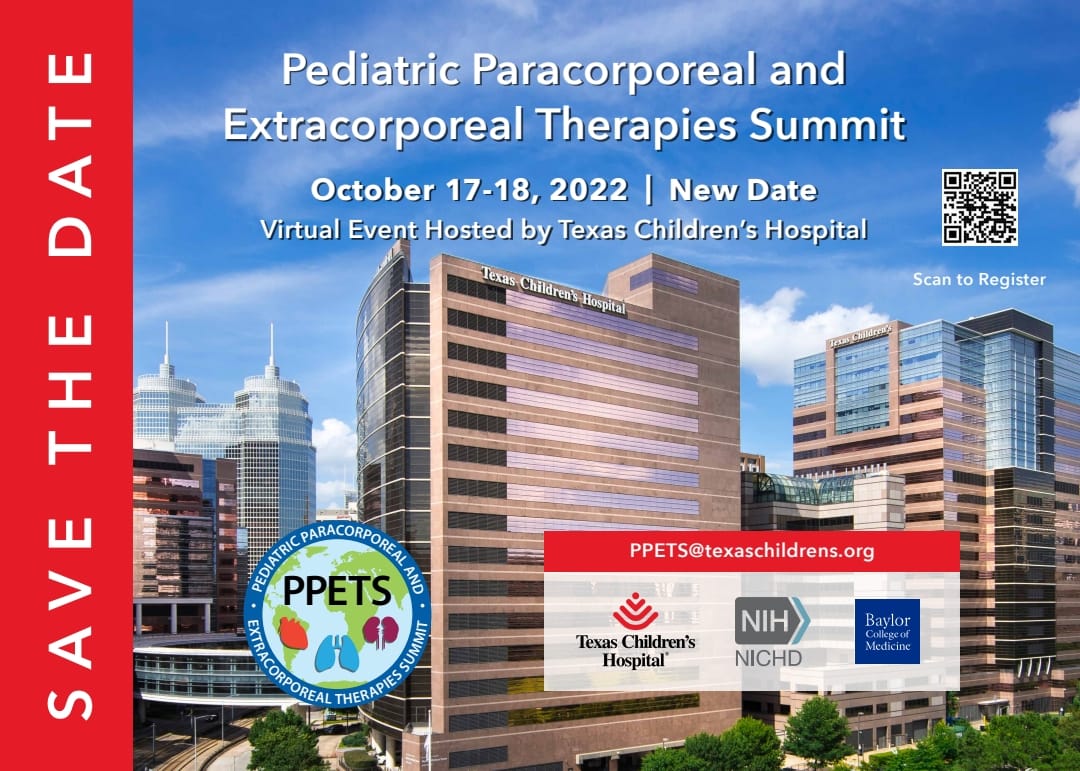 SAVE THE DATE
Pediatric Paracorporeal and
Extracorporeal Therapies Summit
October 17-18, 2022 | New Date
Virtual Event Hosted by Texas Children's Hospital
Scan to Register
Texas Children's Hospital
Texas Children's
PEDIATRIC PARACORPOREAL AND
PPETS
EXTRACORPOREAL THERAPIES SUMMIT
PPETS@texaschildrens.org
Texas Children's
Hospital
NIH
NICHD
Baylor
College of
Medicine